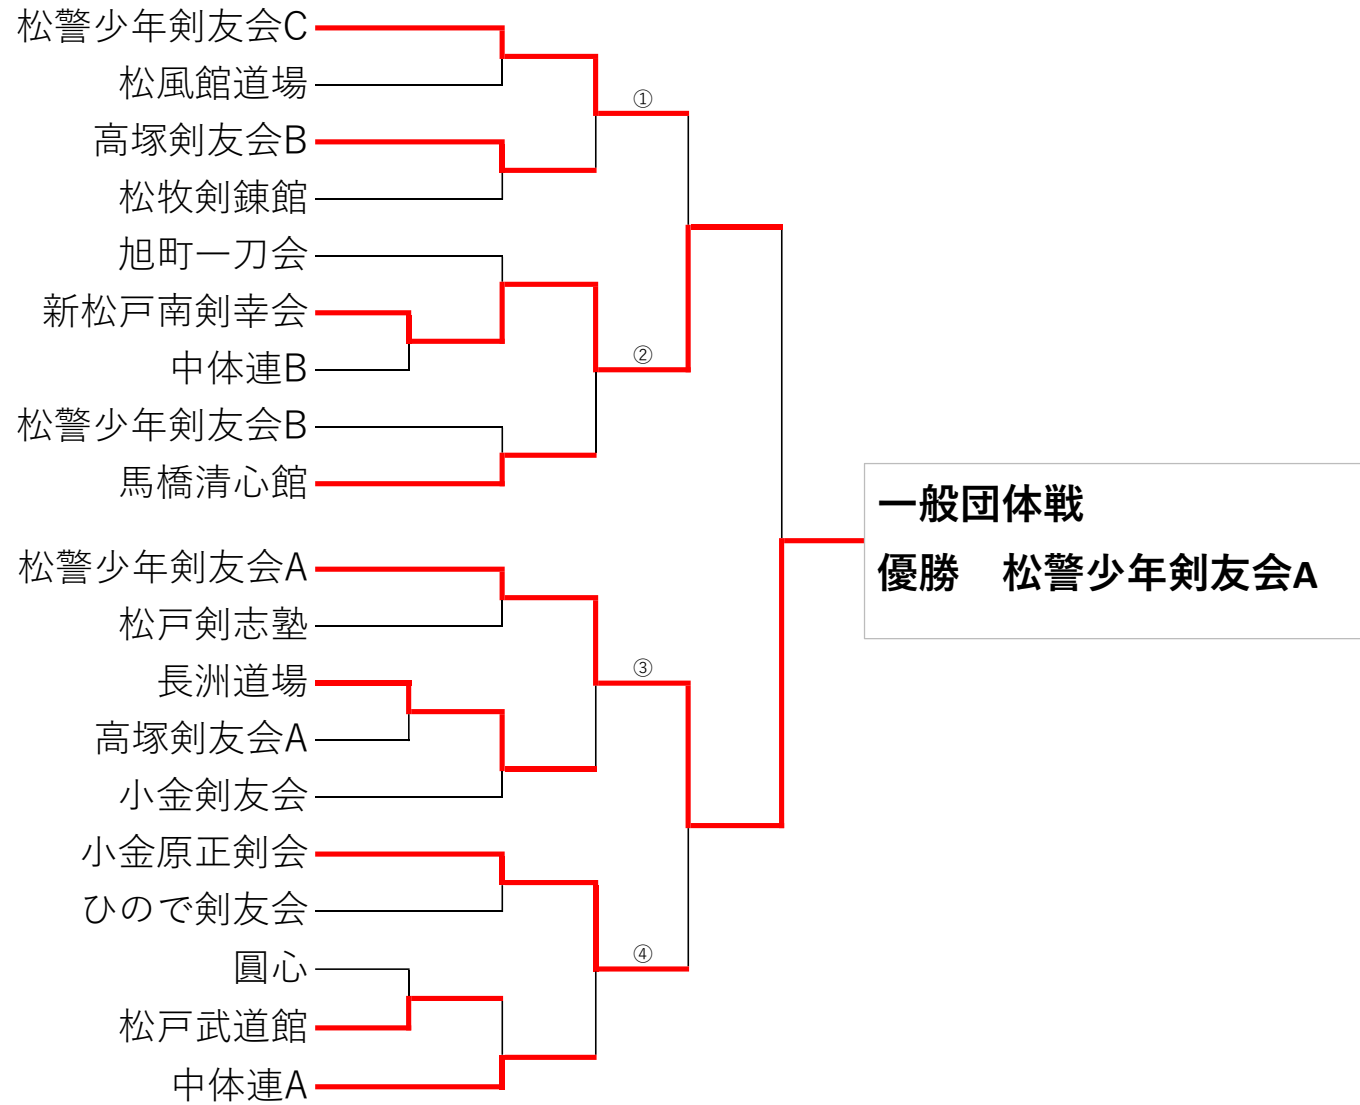 松警少年剣友会C
松風館道場
高塚剣友会B
松牧剣錬館
旭町一刀会
新松戸南剣幸会
中体連B
松警少年剣友会B
馬橋清心館
松警少年剣友会A
松戸剣志塾
長洲道場
高塚剣友会A
小金剣友会
小金原正剣会
ひので剣友会
圓心
松戸武道館
中体連A
①
②
③
④
一般団体戦
優勝　松警少年剣友会A